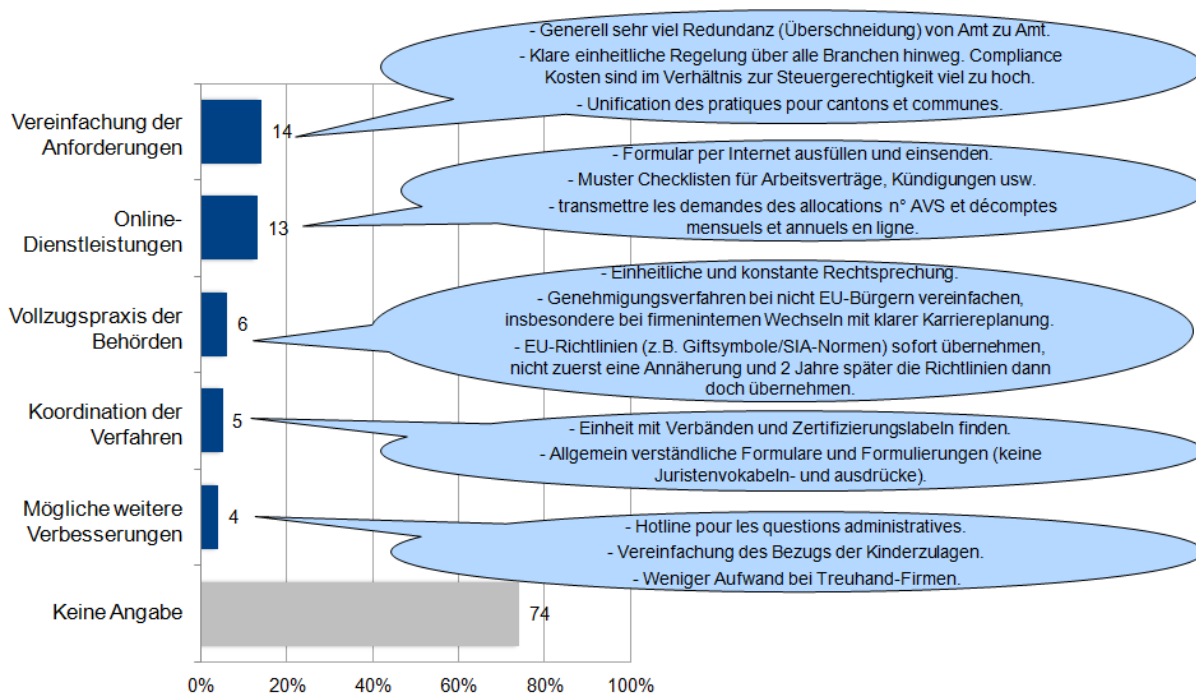 - Generell sehr viel Redundanz (Überschneidung) von Amt zu Amt.
- Klare einheitliche Regelung über alle Branchen hinweg. Compliance
Kosten sind im Verhältnis zur Steuergerechtigkeit viel zu hoch.
- Unification des pratiques pour cantons et communes.
Vereinfachung der
Anforderungen
14
- Formular per Internet ausfüllen und einsenden.
- Muster Checklisten für Arbeitsverträge, Kündigungen usw.
- transmettre les demandes des allocations n° AVS et décomptes
mensuels et annuels en ligne.
Online-
Dienstleistungen
13
- Einheitliche und konstante Rechtsprechung.
- Genehmigungsverfahren bei nicht EU-Bürgern vereinfachen,
insbesondere bei firmeninternen Wechseln mit klarer Karriereplanung.
- EU-Richtlinien (z.B. Giftsymbole/SIA-Normen) sofort übernehmen,
nicht zuerst eine Annäherung und 2 Jahre später die Richtlinien dann
doch übernehmen.
Vollzugspraxis der
Behörden
6
Koordination der
Verfahren
5
- Einheit mit Verbänden und Zertifizierungslabeln finden.
- Allgemein verständliche Formulare und Formulierungen (keine
Juristenvokabeln- und ausdrücke).
Mögliche weitere
Verbesserungen
4
- Hotline pour les questions administratives.
- Vereinfachung des Bezugs der Kinderzulagen.
- Weniger Aufwand bei Treuhand-Firmen.
Keine Angabe
74
0% 20% 40% 60% 80% 100%